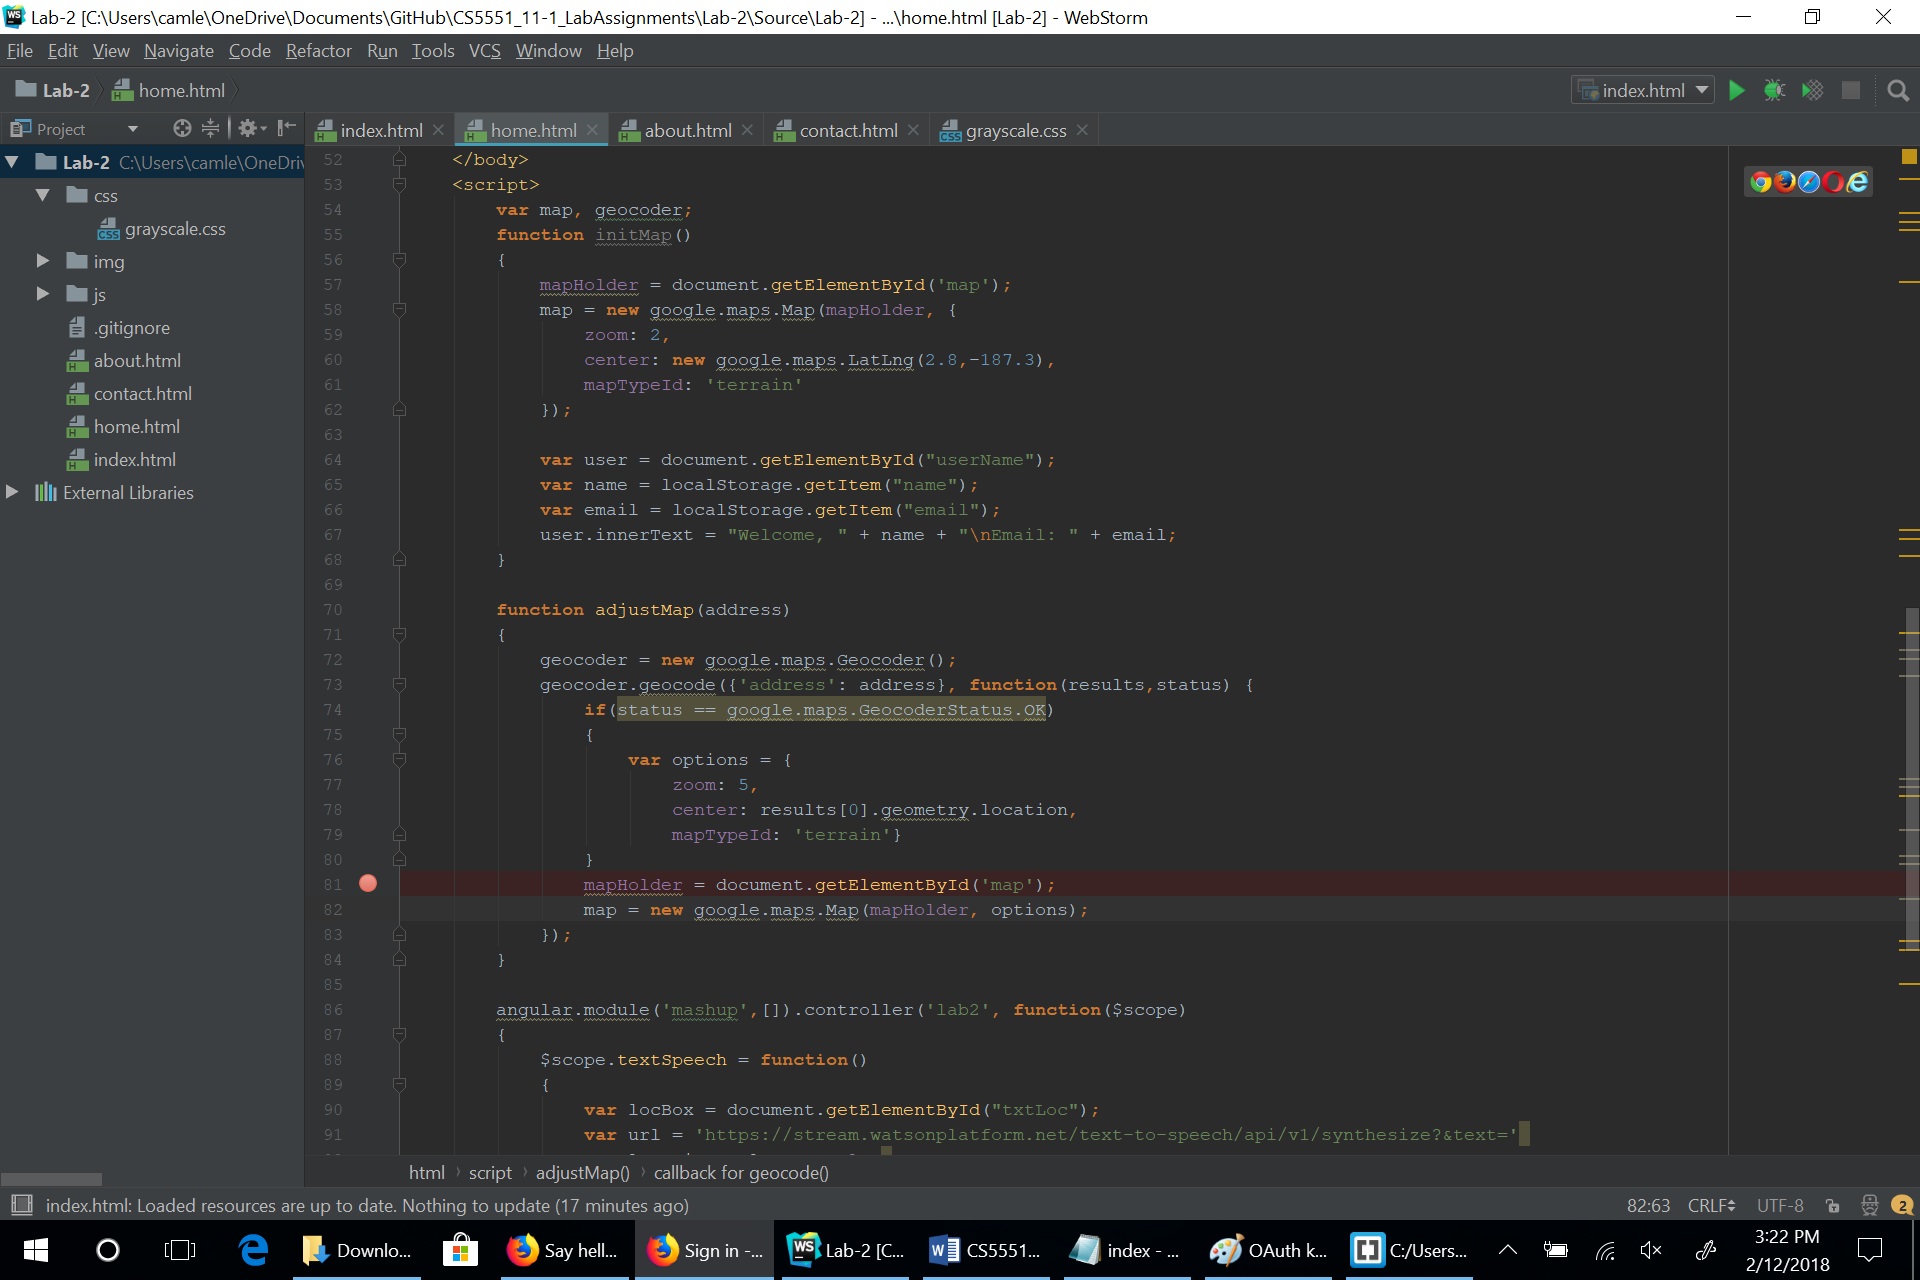 Lab-2 [C:\Users\camle\OneDrive\Documents\GitHub\CS5551_11-1_LabAssignments\Lab-2\Source\Lab-2] - ...\home.html [Lab-2] - WebStorm
File Edit View Navigate Code Refactor Run Tools VCS Window Help
Lab-2 home.html index.html
Project index.html home.html about.html contact.html grayscale.css
Lab-2 C:\Users\camle\OneDriv
css
grayscale.css
img
js
.gitignore
about.html
contact.html
home.html
index.html
External Libraries
52 </body>
53 <script>
54 var map, geocoder;
55 function initMap()
56 {
57 mapHolder = document.getElementById('map');
58 map = new google.maps.Map(mapHolder, {
59 zoom: 2,
60 center: new google.maps.LatLng(2.8,-187.3),
61 mapTypeId: 'terrain'
62 });
63
64 var user = document.getElementById("userName");
65 var name = localStorage.getItem("name");
66 var email = localStorage.getItem("email");
67 user.innerText = "Welcome, " + name + "\nEmail: " + email;
68 }
69
70 function adjustMap(address)
71 {
72 geocoder = new google.maps.Geocoder();
73 geocoder.geocode({'address': address}, function(results,status) {
74 if(status == google.maps.GeocoderStatus.OK)
75 {
76 var options = {
77 zoom: 5,
78 center: results[0].geometry.location,
79 mapTypeId: 'terrain'}
80 }
81 mapHolder = document.getElementById('map');
82 map = new google.maps.Map(mapHolder, options);
83 });
84 }
85
86 angular.module('mashup',[]).controller('lab2', function($scope)
87 {
88 $scope.textSpeech = function()
89 {
90 var locBox = document.getElementById("txtLoc");
91 var url = 'https://stream.watsonplatform.net/text-to-speech/api/v1/synthesize?&text='
html script adjustMap() callback for geocode()
index.html: Loaded resources are up to date. Nothing to update (17 minutes ago) 82:63 CRLF UTF-8 2
Downlo... Say hell... Sign in -... Lab-2 [C... CS5551... index - ... OAuth k... C:/Users... 3:22 PM
2/12/2018